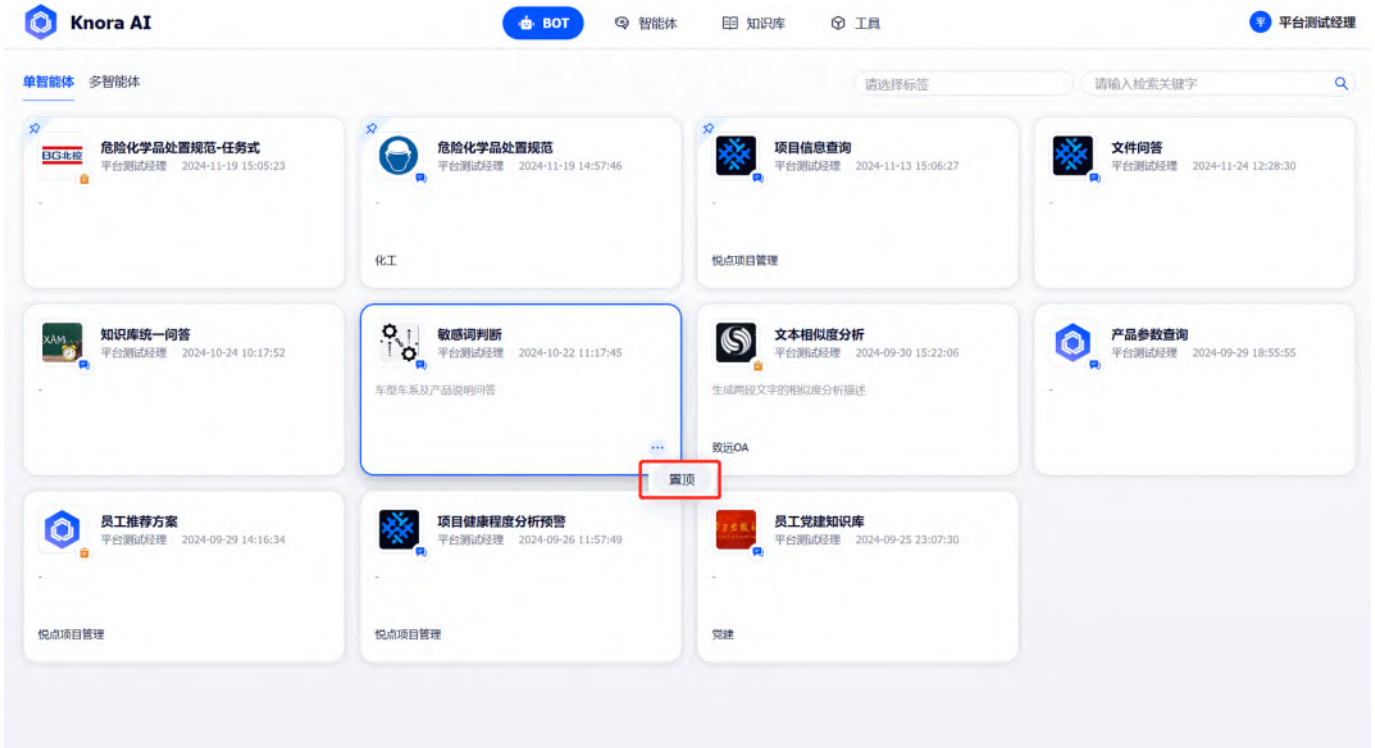 Knora AI
BOT
智能体
知识库
工具
平
平台测试经理
单智能体
多智能体
请选择标签
请输入检索关键字
BG北控
危险化学品处置规范-任务式
平台测试经理 2024-11-19 15:05:23
-
危险化学品处置规范
平台测试经理 2024-11-19 14:57:46
-
化工
项目信息查询
平台测试经理 2024-11-13 15:06:27
-
悦点项目管理
文件问答
平台测试经理 2024-11-24 12:28:30
-
XAM
知识库统一问答
平台测试经理 2024-10-24 10:17:52
-
敏感词判断
平台测试经理 2024-10-22 11:17:45
车型车系及产品说明问答
...
置顶
文本相似度分析
平台测试经理 2024-09-30 15:22:06
生成两段文字的相似度分析描述
致远OA
产品参数查询
平台测试经理 2024-09-29 18:55:55
-
员工推荐方案
平台测试经理 2024-09-29 14:16:34
-
悦点项目管理
项目健康程度分析预警
平台测试经理 2024-09-26 11:57:49
-
悦点项目管理
员工党建知识库
平台测试经理 2024-09-25 23:07:30
-
党建